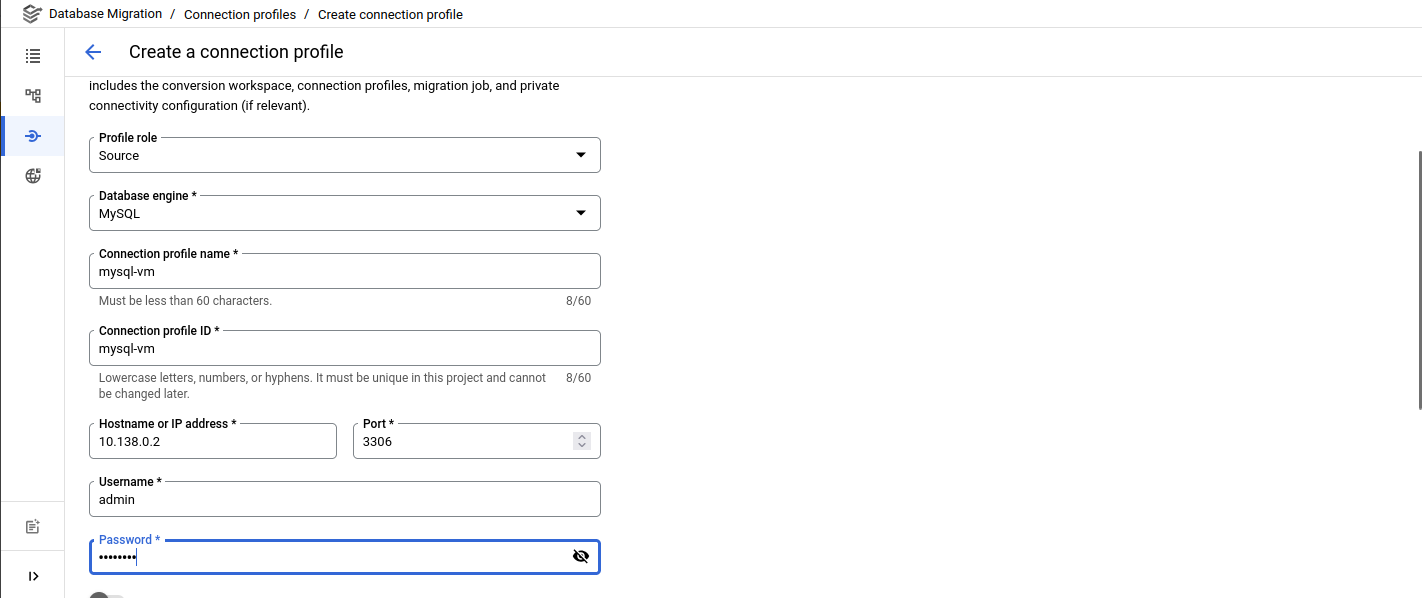 Database Migration / Connection profiles / Create connection profile
Create a connection profile
includes the conversion workspace, connection profiles, migration job, and private
connectivity configuration (if relevant).
Profile role
Source
Database engine *
MySQL
Connection profile name *
mysql-vm
Must be less than 60 characters. 8/60
Connection profile ID *
mysql-vm
Lowercase letters, numbers, or hyphens. It must be unique in this project and cannot 8/60
be changed later.
Hostname or IP address * Port *
10.138.0.2 3306
Username *
admin
Password *
••••••••